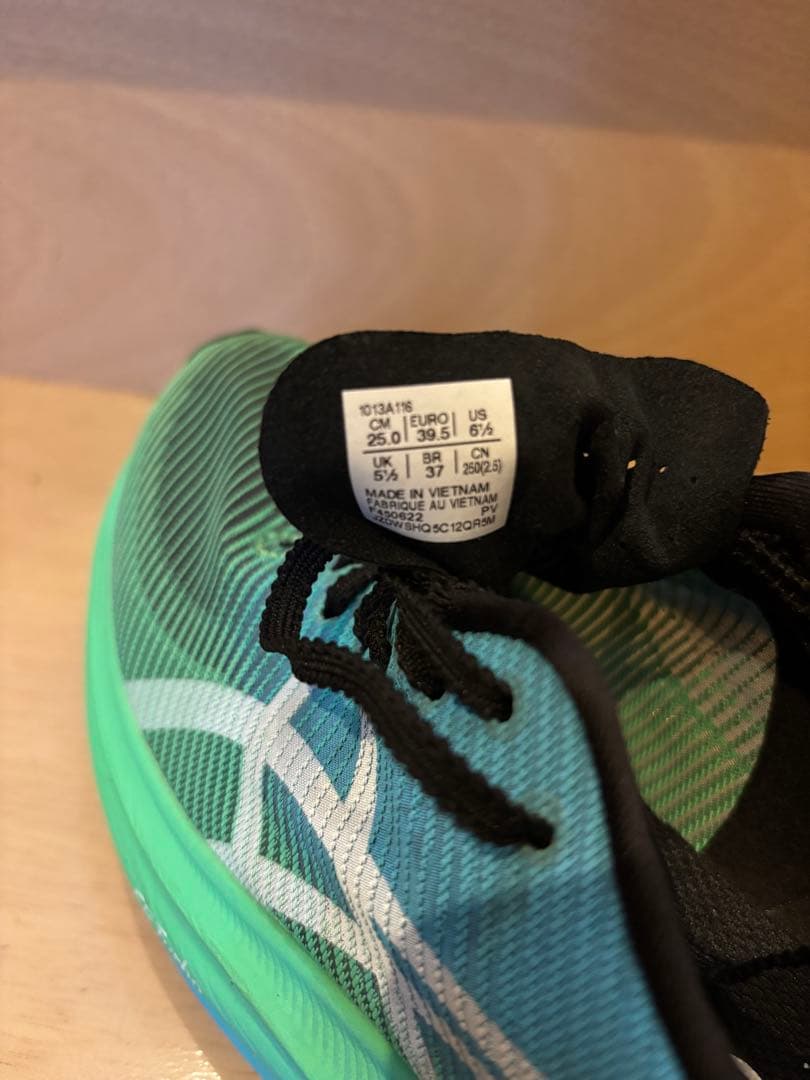 1013A116
CM EURO US
25.0 39.5 6½
UK BR CN
5½ 37 250(2.5)
MADE IN VIETNAM
FABRIQUE AU VIETNAM
F450622 PV